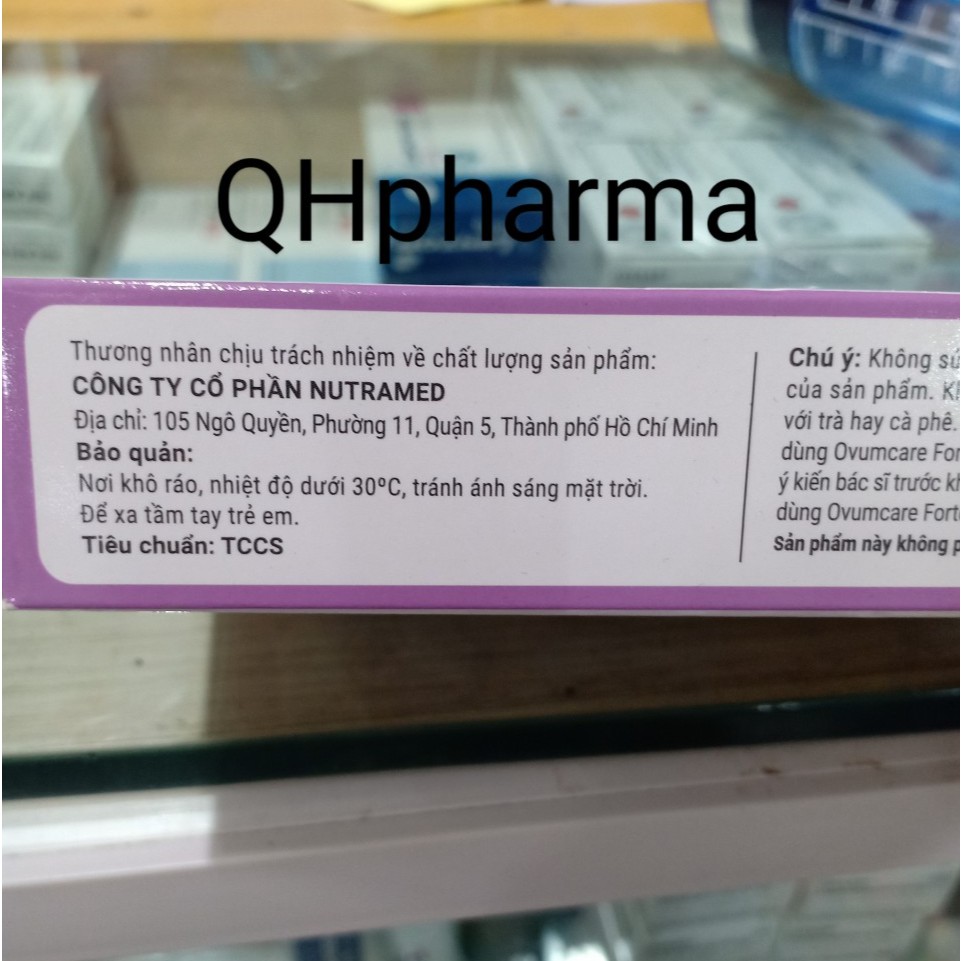 QHpharma
Thương nhân chịu trách nhiệm về chất lượng sản phẩm:
CÔNG TY CỔ PHẦN NUTRAMED
Địa chỉ: 105 Ngô Quyền, Phường 11, Quận 5, Thành phố Hồ Chí Minh
Bảo quản:
Nơi khô ráo, nhiệt độ dưới 30ºC, tránh ánh sáng mặt trời.
Để xa tầm tay trẻ em.
Tiêu chuẩn: TCCS
Chú ý: Không
của sản phẩm.
với trà hay cà phê.
dùng Ovumcare
ý kiến bác sĩ trước
dùng Ovumcare
Sản phẩm này không